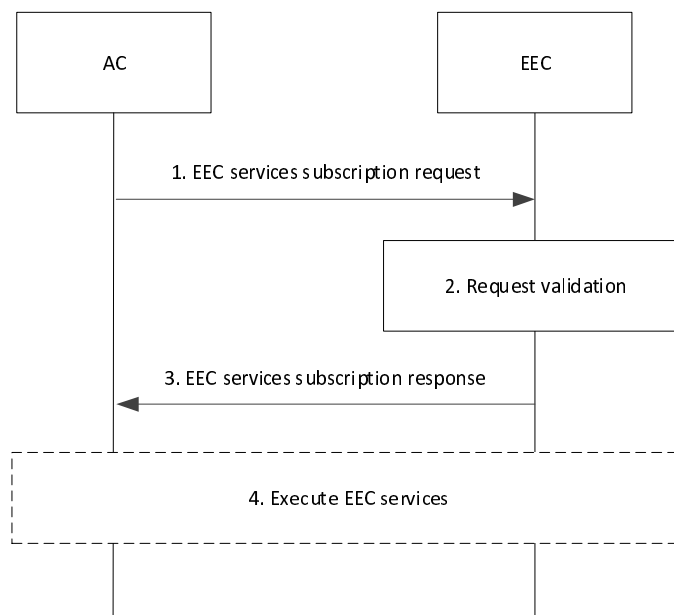 AC
EEC
1. EEC services subscription request
2. Request validation
3. EEC services subscription response
4. Execute EEC services